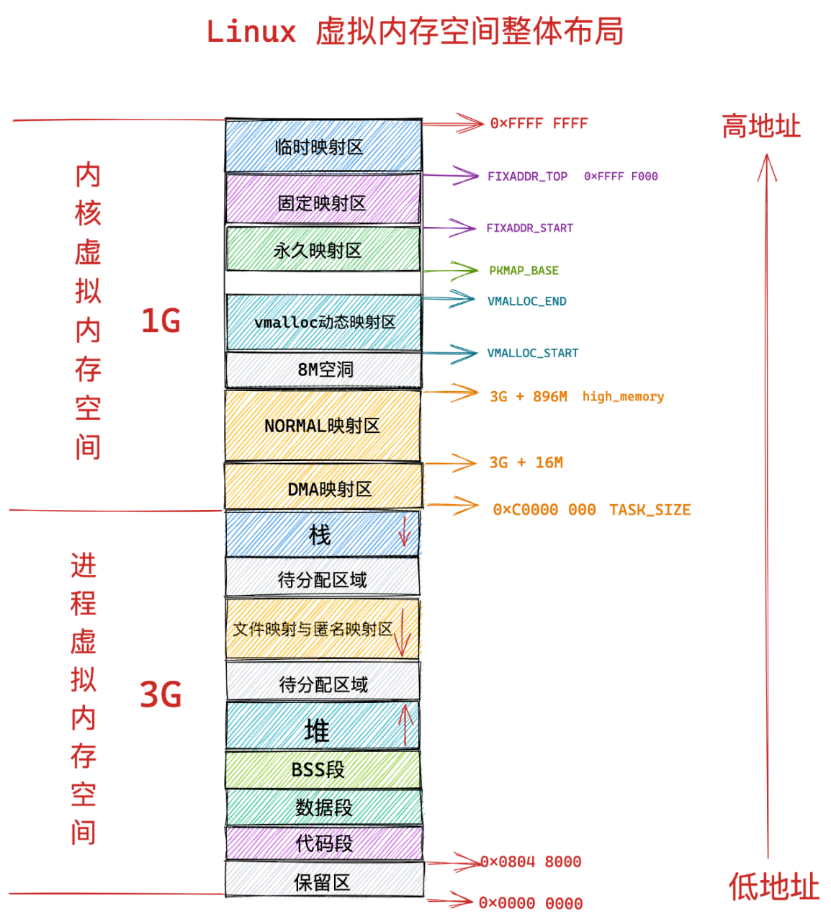 Linux 虚拟内存空间整体布局
0×FFFF FFFF
高地址
临时映射区
FIXADDR_TOP 0×FFFF F000
固定映射区
FIXADDR_START
永久映射区
PKMAP_BASE
VMALLOC_END
内核虚拟内存空间
1G
vmalloc动态映射区
VMALLOC_START
8M空洞
3G + 896M high_memory
NORMAL映射区
3G + 16M
DMA映射区
0×C0000 000 TASK_SIZE
栈
待分配区域
文件映射与匿名映射区
进程虚拟内存空间
3G
待分配区域
堆
BSS段
数据段
代码段
0×0804 8000
保留区
低地址
0×0000 0000